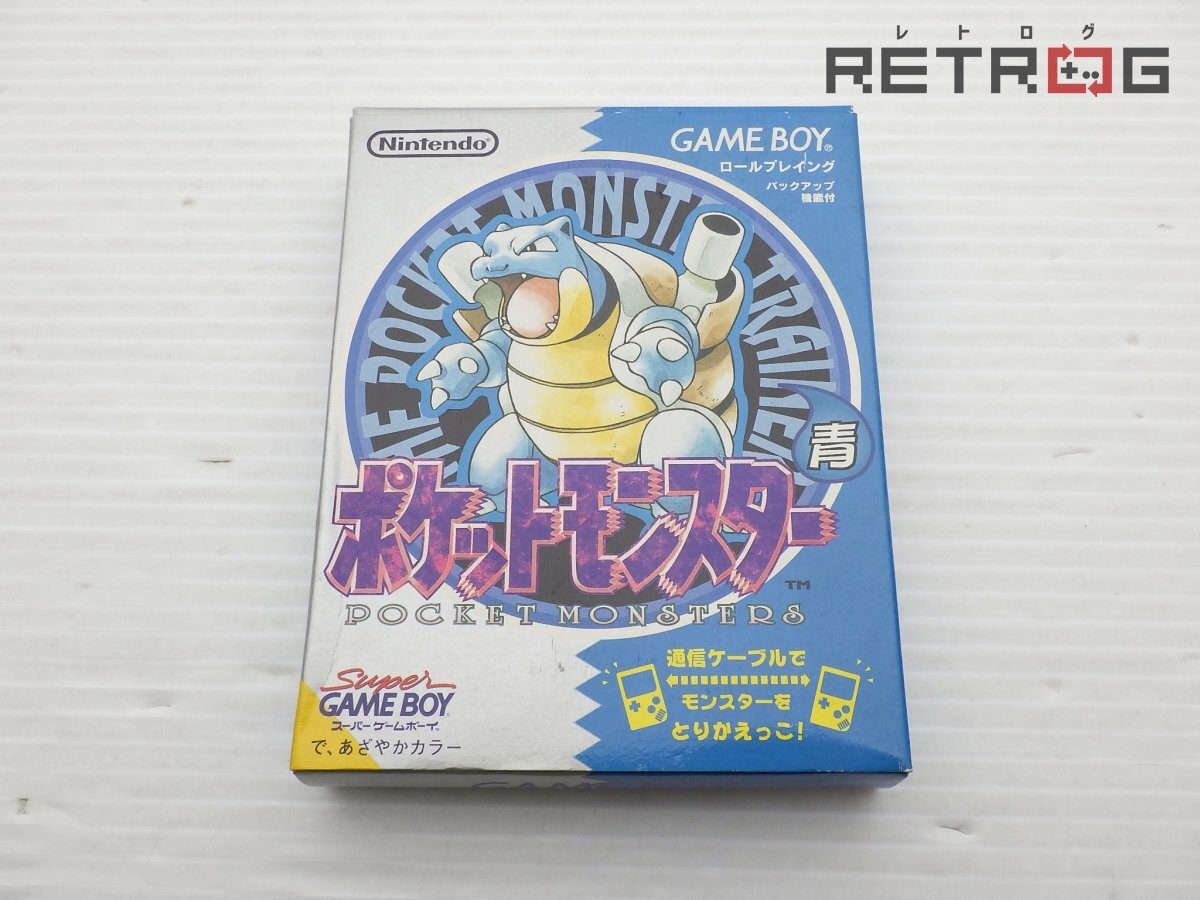 レトログ
RETROG
Nintendo
GAME BOY®
ロールプレイング
バックアップ
機能付
THE POCKET MONSTER TRAINER
青
ポケットモンスター
TM
POCKET MONSTERS
Super
GAME BOY™
スーパーゲームボーイ
で、あざやかカラー
通信ケーブルで
モンスターを
とりかえっこ!
GAME BOY